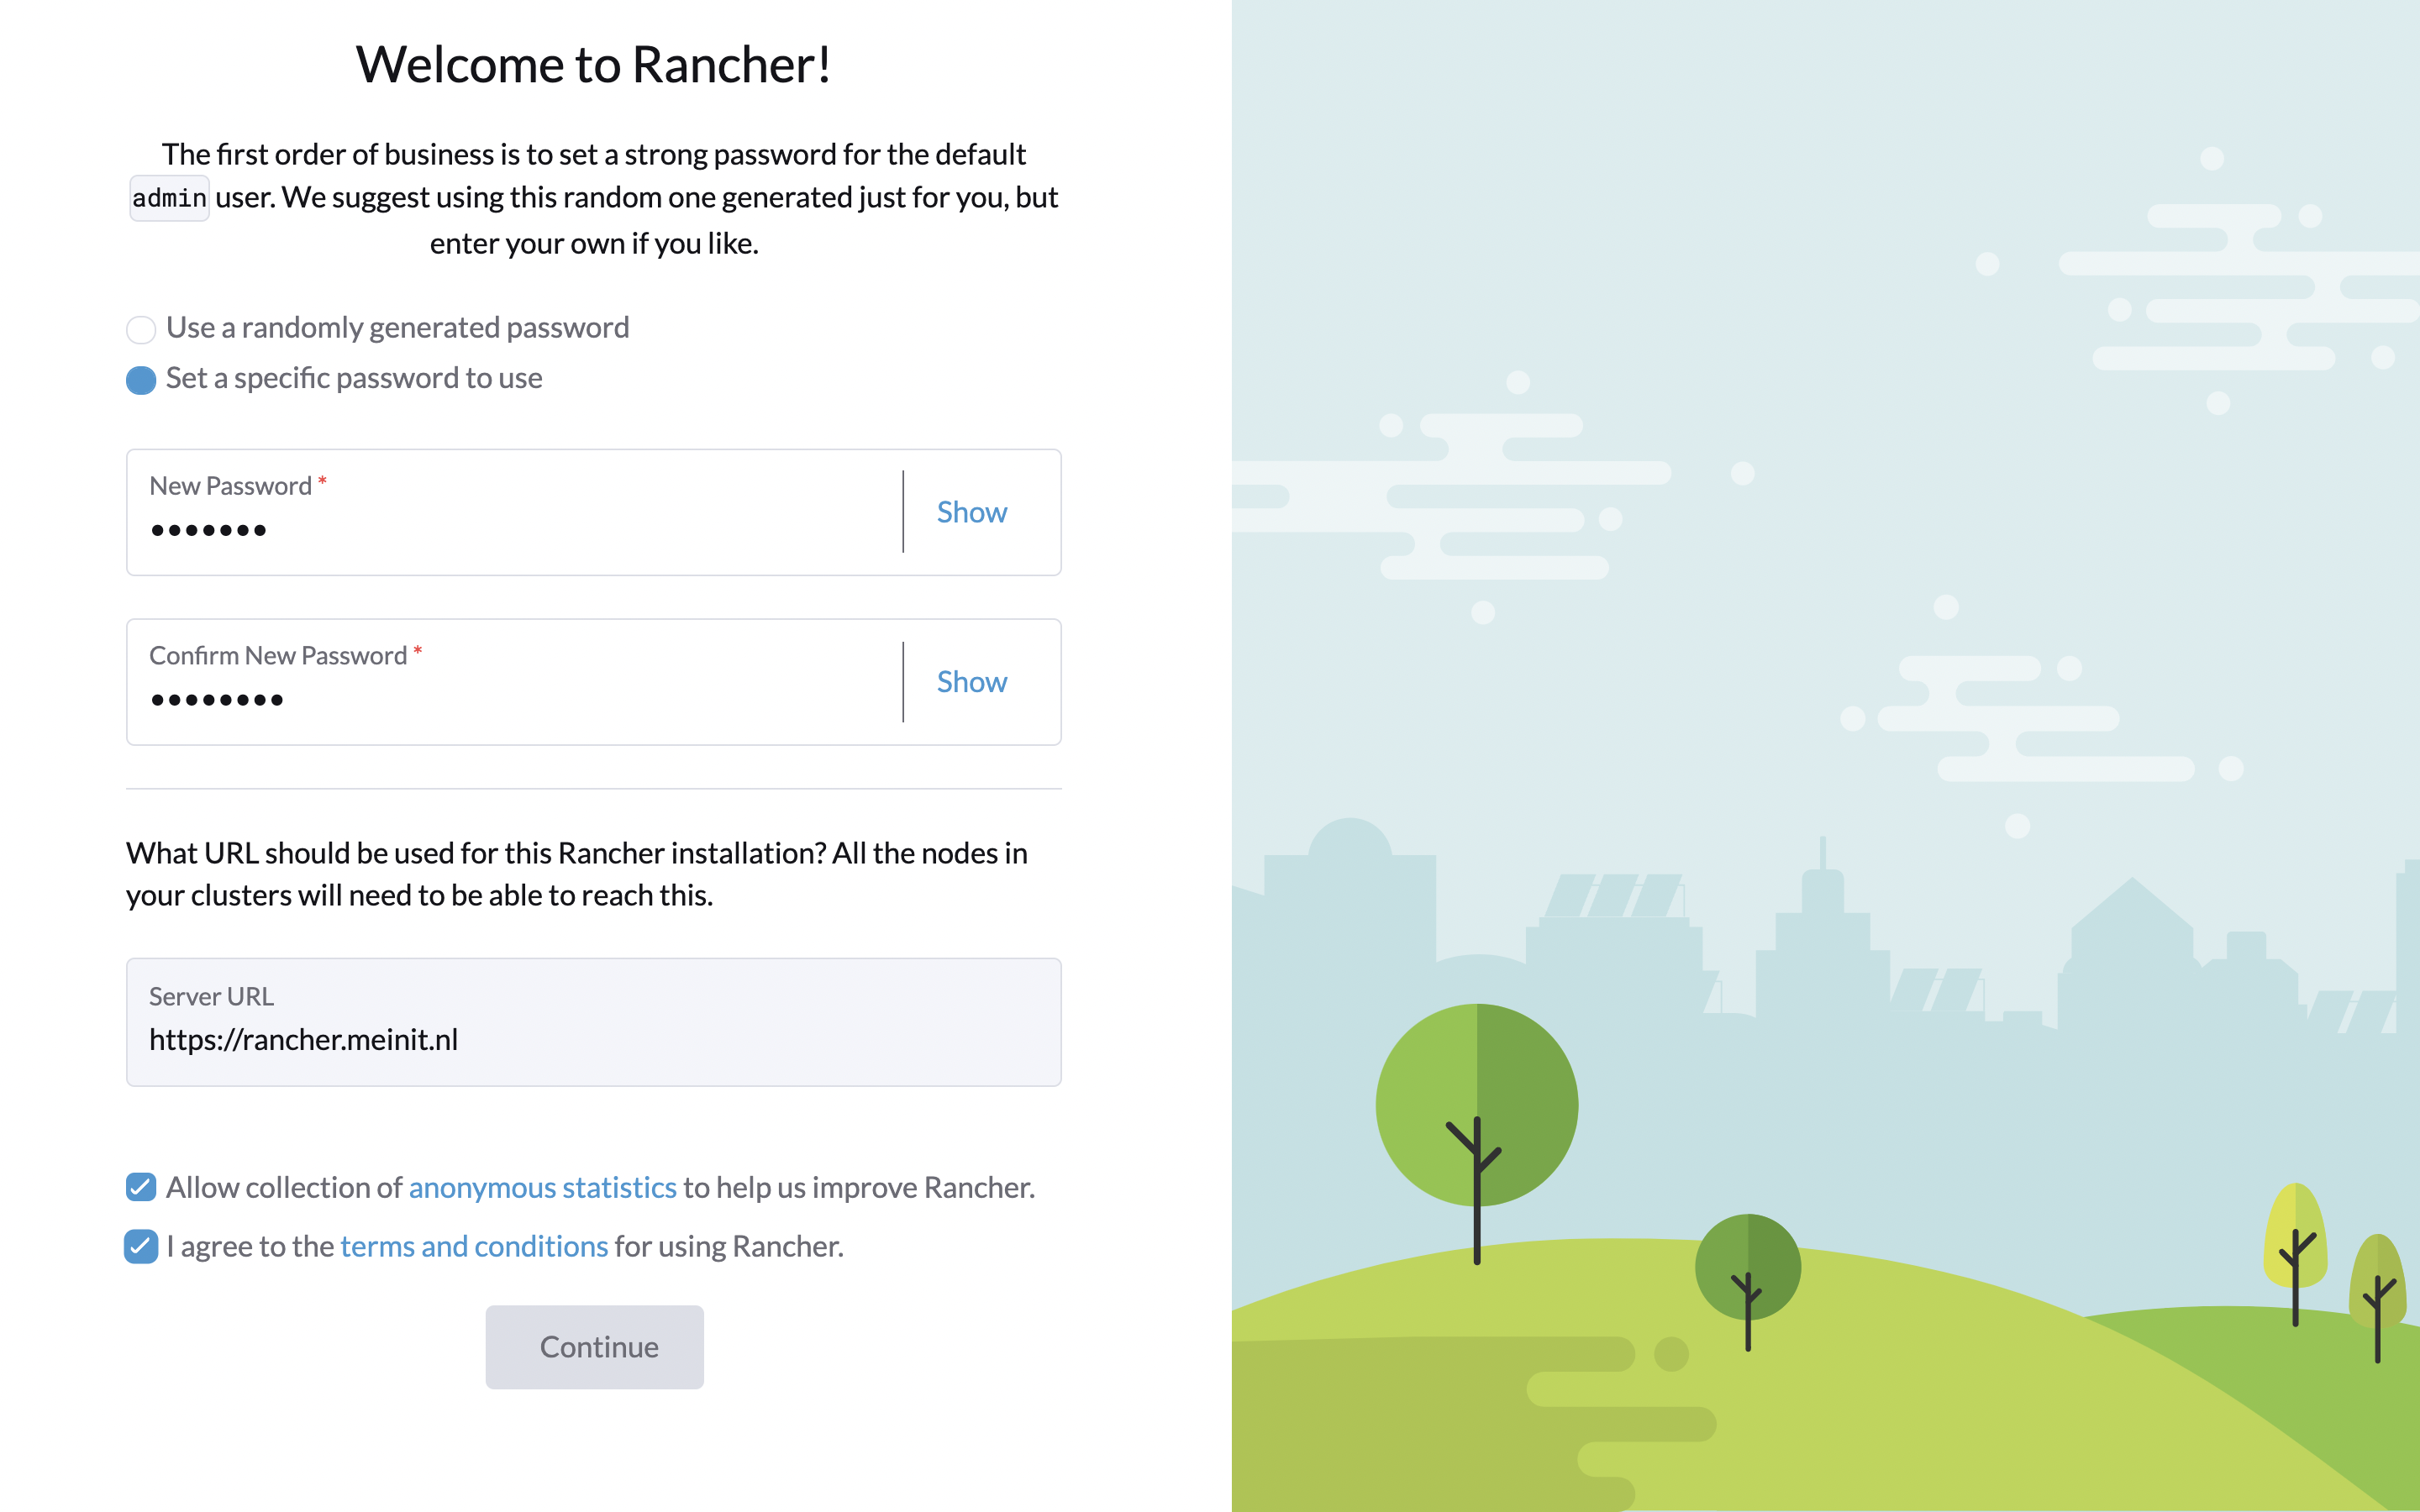 Welcome to Rancher!
The first order of business is to set a strong password for the default
admin user. We suggest using this random one generated just for you, but
enter your own if you like.
Use a randomly generated password
Set a specific password to use
New Password *
•••••••
Show
Confirm New Password *
••••••••
Show
What URL should be used for this Rancher installation? All the nodes in
your clusters will need to be able to reach this.
Server URL
https://rancher.meinit.nl
Allow collection of anonymous statistics to help us improve Rancher.
I agree to the terms and conditions for using Rancher.
Continue